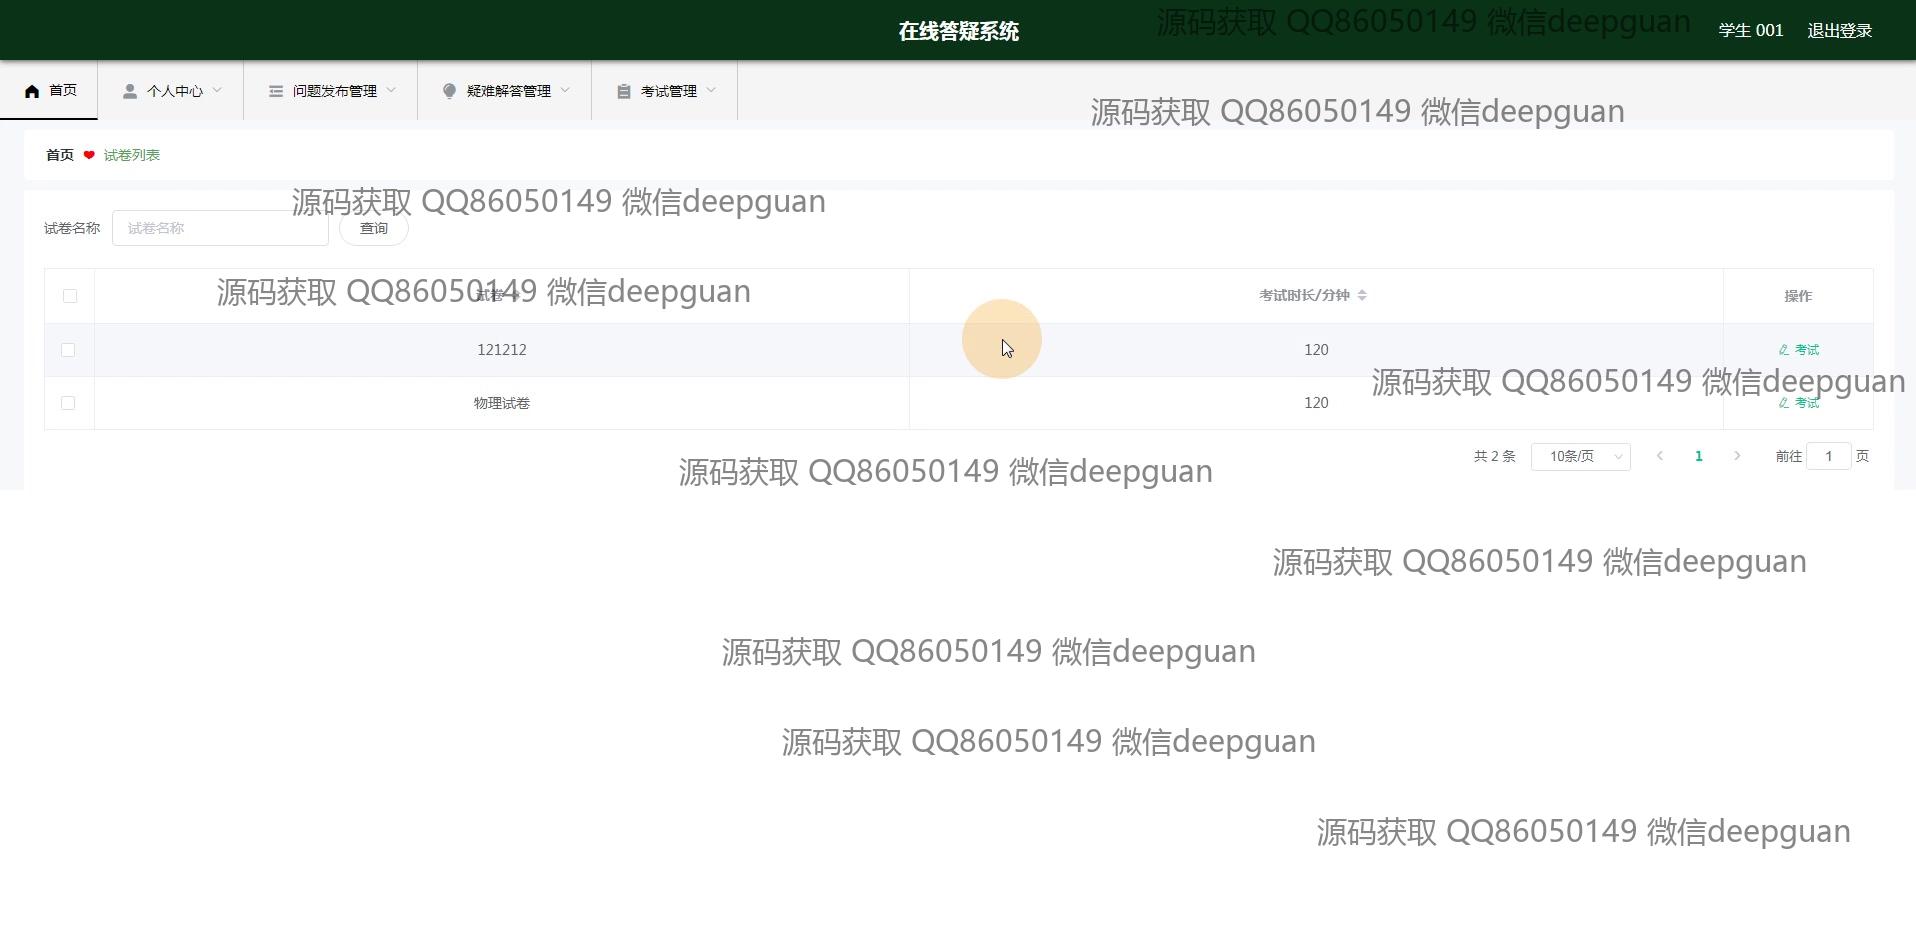 在线答疑系统
源码获取 QQ86050149 微信deepguan
学生 001
退出登录
首页
个人中心
问题发布管理
疑难解答管理
考试管理
源码获取 QQ86050149 微信deepguan
首页 试卷列表
源码获取 QQ86050149 微信deepguan
试卷名称 试卷名称 查询
源码获取 QQ86050149 微信deepguan
试卷 考试时长/分钟 操作
121212 120 考试
源码获取 QQ86050149 微信deepguan
物理试卷 120 考试
共 2 条 10条/页 1 前往 1 页
源码获取 QQ86050149 微信deepguan
源码获取 QQ86050149 微信deepguan
源码获取 QQ86050149 微信deepguan
源码获取 QQ86050149 微信deepguan
源码获取 QQ86050149 微信deepguan